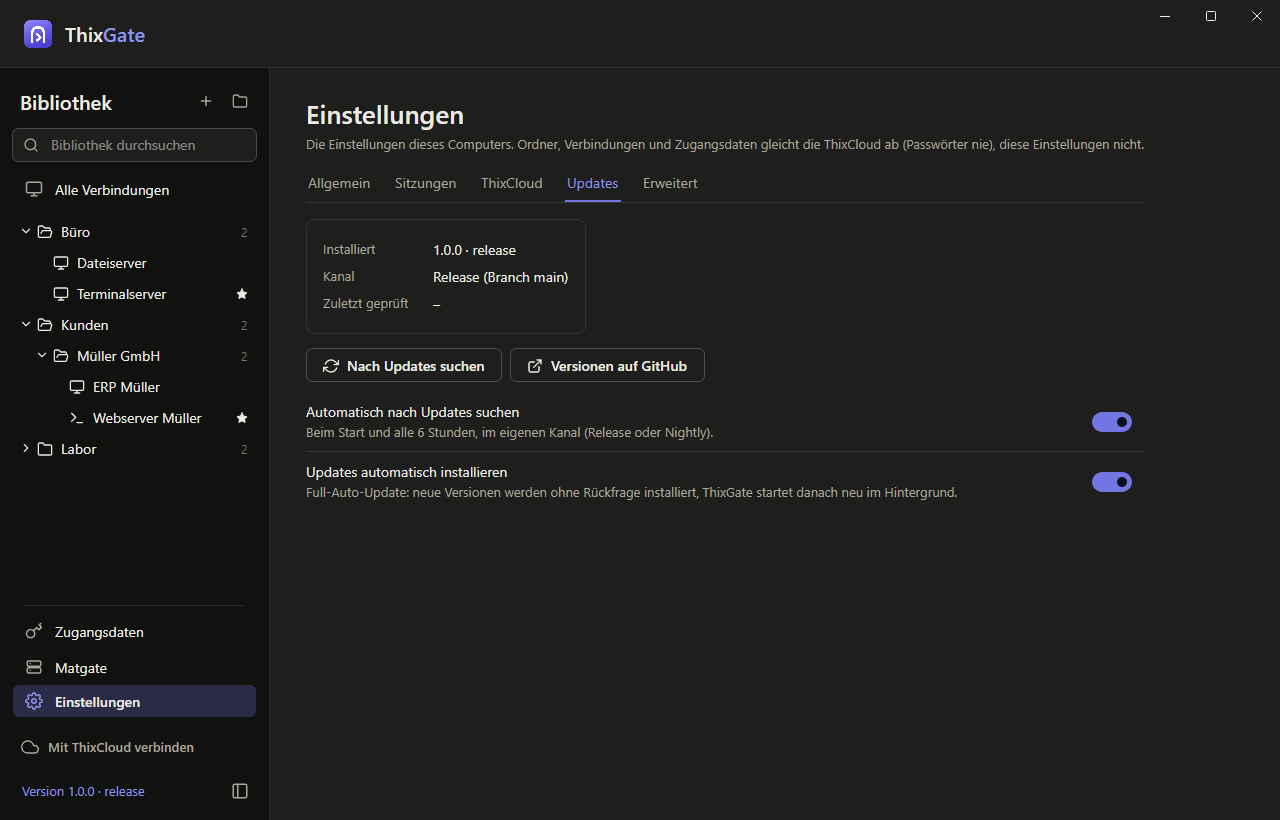 ThixGate
Bibliothek
Bibliothek durchsuchen
Alle Verbindungen
Büro 2
Dateiserver
Terminalserver
Kunden 2
Müller GmbH 2
ERP Müller
Webserver Müller
Labor 2
Zugangsdaten
Matgate
Einstellungen
Mit ThixCloud verbinden
Version 1.0.0 · release
Einstellungen
Die Einstellungen dieses Computers. Ordner, Verbindungen und Zugangsdaten gleicht die ThixCloud ab (Passwörter nie), diese Einstellungen nicht.
Allgemein Sitzungen ThixCloud Updates Erweitert
Installiert 1.0.0 · release
Kanal Release (Branch main)
Zuletzt geprüft –
Nach Updates suchen Versionen auf GitHub
Automatisch nach Updates suchen
Beim Start und alle 6 Stunden, im eigenen Kanal (Release oder Nightly).
Updates automatisch installieren
Full-Auto-Update: neue Versionen werden ohne Rückfrage installiert, ThixGate startet danach neu im Hintergrund.